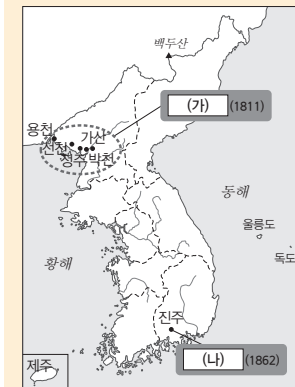 백두산
(가) (1811)
용천
선천
가산
정주 박천
동해
울릉도
독도
황해
진주
(나) (1862)
제주